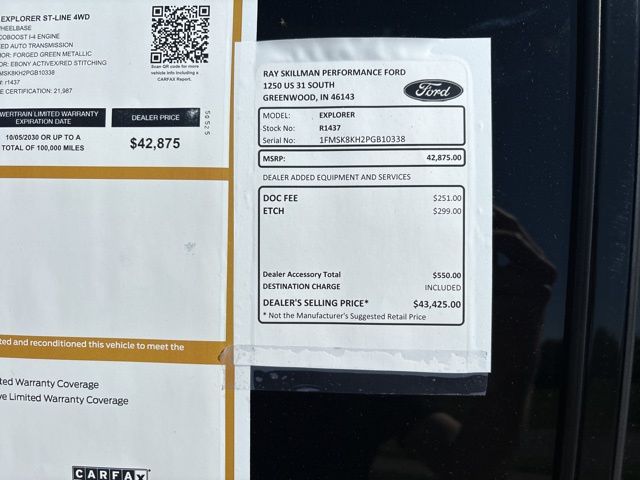 EXPLORER ST-LINE 4WD
HEELBASE
COBOOST I-4 ENGINE
ED AUTO TRANSMISSION
OR: FORGED GREEN METALLIC
OR: EBONY ACTIVEX/RED STITCHING
FMSK8KH2PGB10338
#: r1437
E CERTIFICATION: 21,987
Scan QR code for more
vehicle info including a
CARFAX Report.
WERTRAIN LIMITED WARRANTY
EXPIRATION DATE
DEALER PRICE
10/05/2030 OR UP TO A
TOTAL OF 100,000 MILES
$42,875
50525
ted and reconditioned this vehicle to meet the
ted Warranty Coverage
ve Limited Warranty Coverage
CARFAX
RAY SKILLMAN PERFORMANCE FORD
1250 US 31 SOUTH
GREENWOOD, IN 46143
Ford
MODEL: EXPLORER
Stock No: R1437
Serial No: 1FMSK8KH2PGB10338
MSRP: 42,875.00
DEALER ADDED EQUIPMENT AND SERVICES
DOC FEE $251.00
ETCH $299.00
Dealer Accessory Total $550.00
DESTINATION CHARGE INCLUDED
DEALER'S SELLING PRICE* $43,425.00
* Not the Manufacturer's Suggested Retail Price